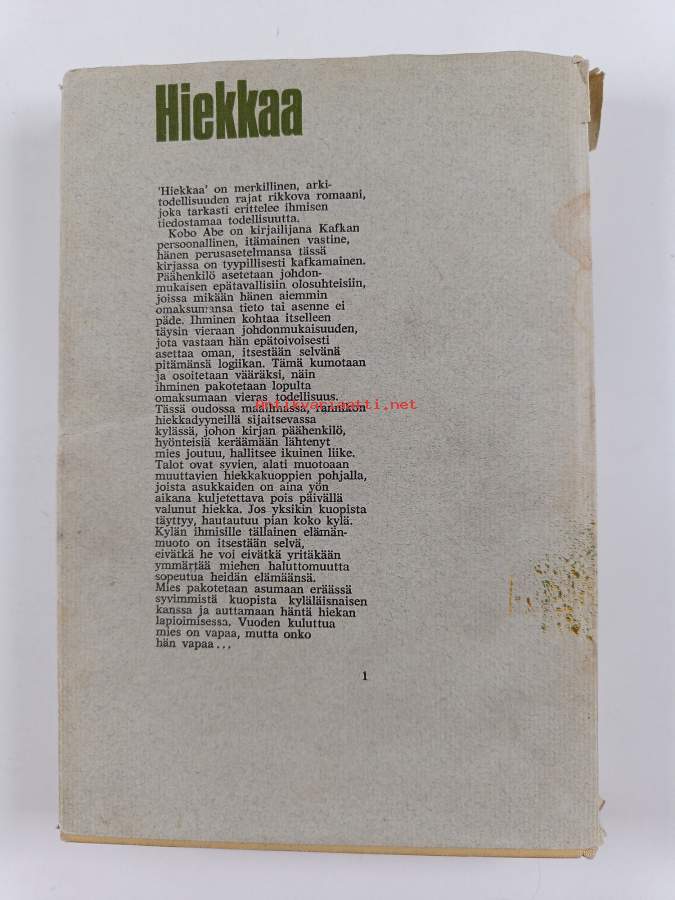 Hiekkaa
'Hiekkaa' on merkillinen, arki-
todellisuuden rajat rikkova romaani,
joka tarkasti erittelee ihmisen
tiedostamaa todellisuutta.
Kobo Abe on kirjailijana Kafkan
persoonallinen, itämainen vastine,
hänen perusasetelmansa tässä
kirjassa on tyypillisesti kafkamainen.
Päähenkilö asetetaan johdon-
mukaisen epätavallisiin olosuhteisiin,
joissa mikään hänen aiemmin
omaksumansa tieto tai asenne ei
päde. Ihminen kohtaa itselleen
täysin vieraan johdonmukaisuuden,
jota vastaan hän epätoivoisesti
asettaa oman, itsestään selvänä
pitämänsä logiikan. Tämä kumotaan
ja osoitetaan vääräksi, näin
ihminen pakotetaan lopulta
omaksumaan vieras todellisuus.
Antikvariaatti.net
Tässä oudossa maailmassa, rannikon
hiekkadyyneillä sijaitsevassa
kylässä, johon kirjan päähenkilö,
hyönteisiä keräämään lähtenyt
mies joutuu, hallitsee ikuinen liike.
Talot ovat syvien, alati muotoaan
muuttavien hiekkakuoppien pohjalla,
joista asukkaiden on aina yön
aikana kuljetettava pois päivällä
valunut hiekka. Jos yksikin kuopista
täyttyy, hautautuu pian koko kylä.
Kylän ihmisille tällainen elämän-
muoto on itsestään selvä,
eivätkä he voi eivätkä yritäkään
ymmärtää miehen haluttomuutta
sopeutua heidän elämäänsä.
Mies pakotetaan asumaan eräässä
syvimmistä kuopista kyläläisnaisen
kanssa ja auttamaan häntä hiekan
lapioimisessa. Vuoden kuluttua
mies on vapaa, mutta onko
hän vapaa...
1